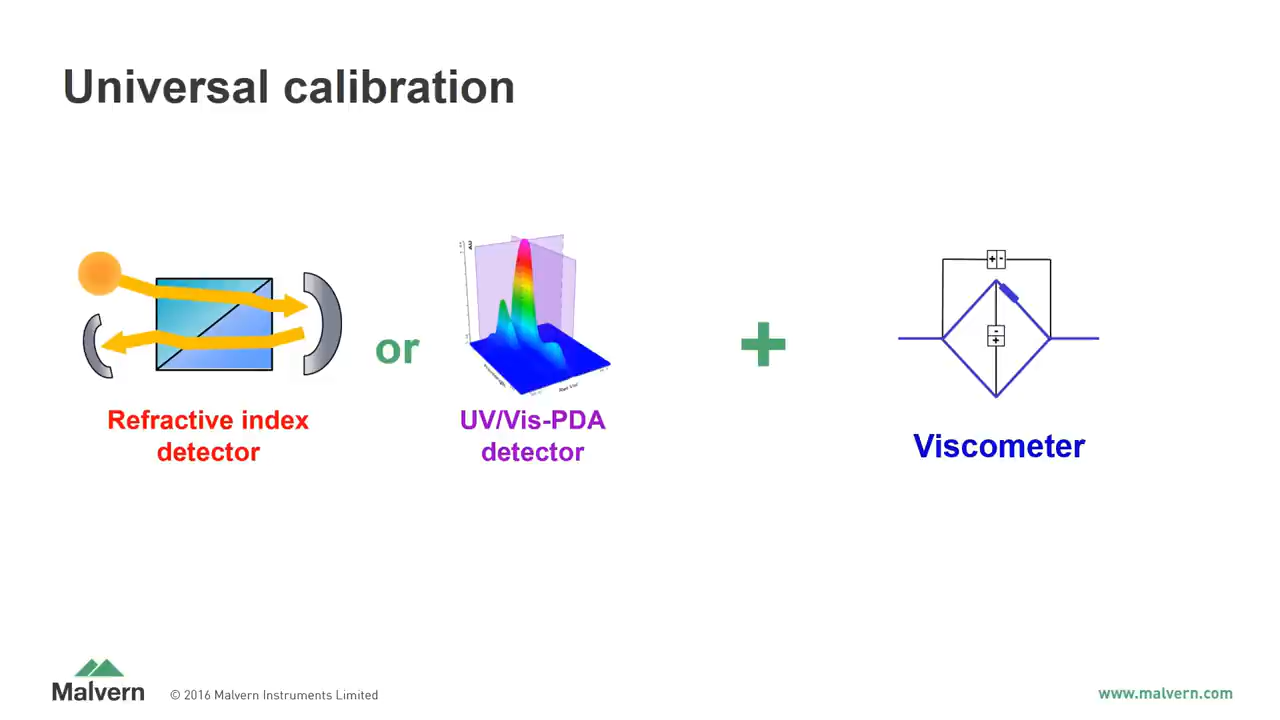 Universal calibration
or
Refractive index
detector
UV/Vis-PDA
detector
Viscometer
Malvern
© 2016 Malvern Instruments Limited
www.malvern.com